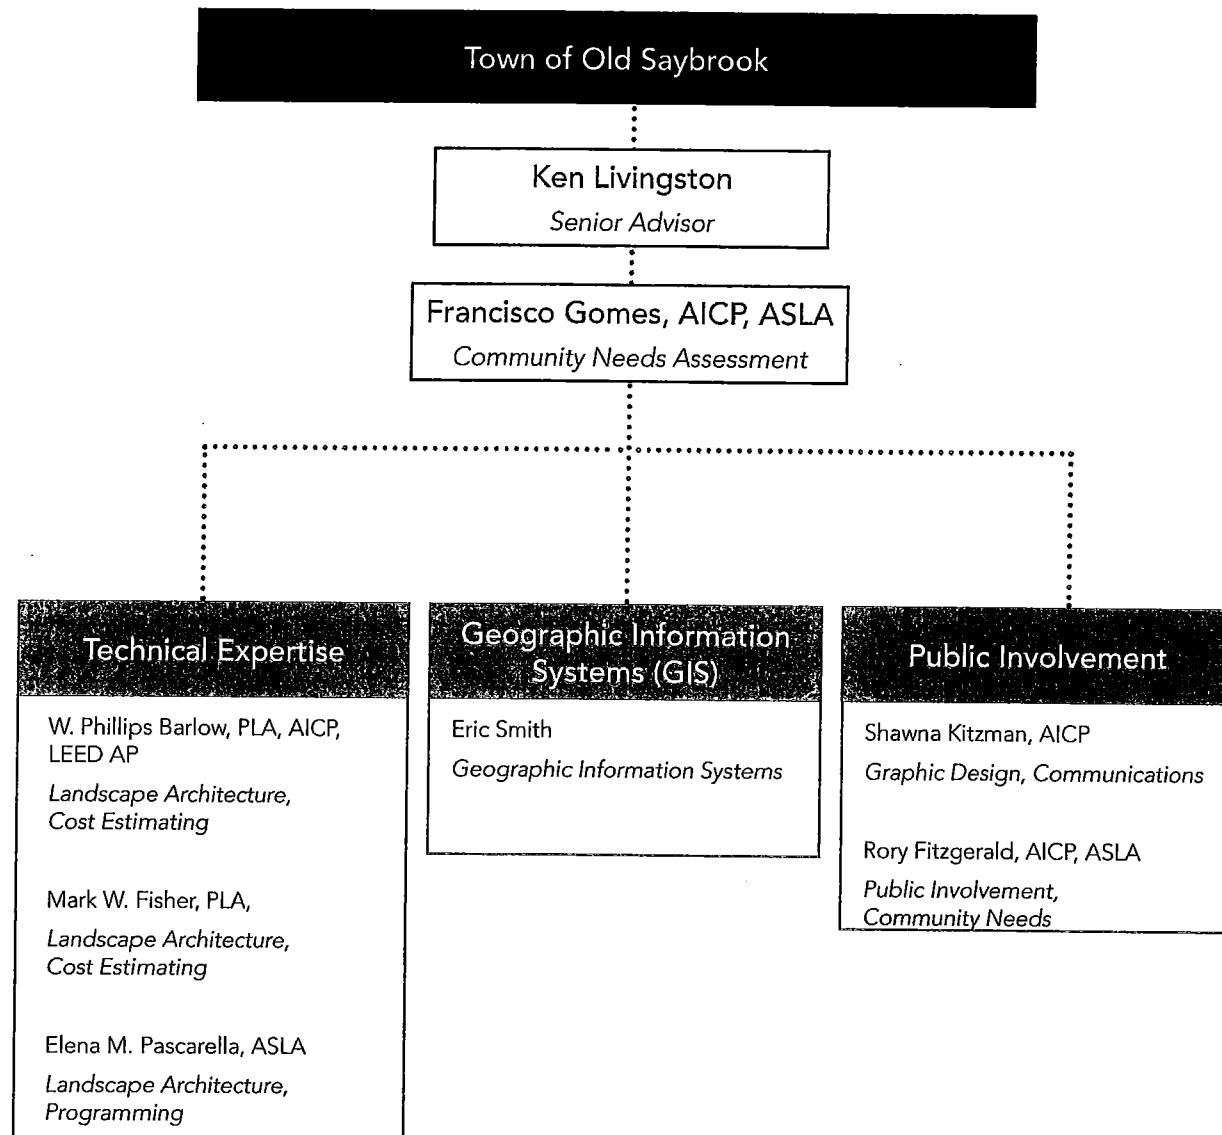 Town of Old Saybrook
Ken Livingston
Senior Advisor
Francisco Gomes, AICP, ASLA
Community Needs Assessment
Technical Expertise
W. Phillips Barlow, PLA, AICP,
LEED AP
Landscape Architecture,
Cost Estimating
Mark W. Fisher, PLA,
Landscape Architecture,
Cost Estimating
Elena M. Pascarella, ASLA
Landscape Architecture,
Programming
Geographic Information
Systems (GIS)
Eric Smith
Geographic Information Systems
Public Involvement
Shawna Kitzman, AICP
Graphic Design, Communications
Rory Fitzgerald, AICP, ASLA
Public Involvement,
Community Needs